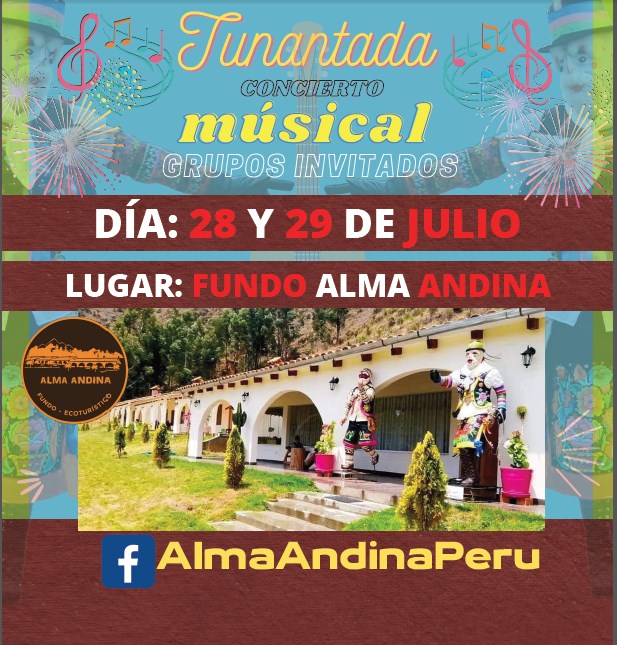 Tunantada
CONCIERTO
músical
GRUPOS INVITADOS
DÍA: 28 Y 29 DE JULIO
LUGAR: FUNDO ALMA ANDINA
ALMA ANDINA
FUNDO - ECOTURÍSTICO
f AlmaAndinaPeru